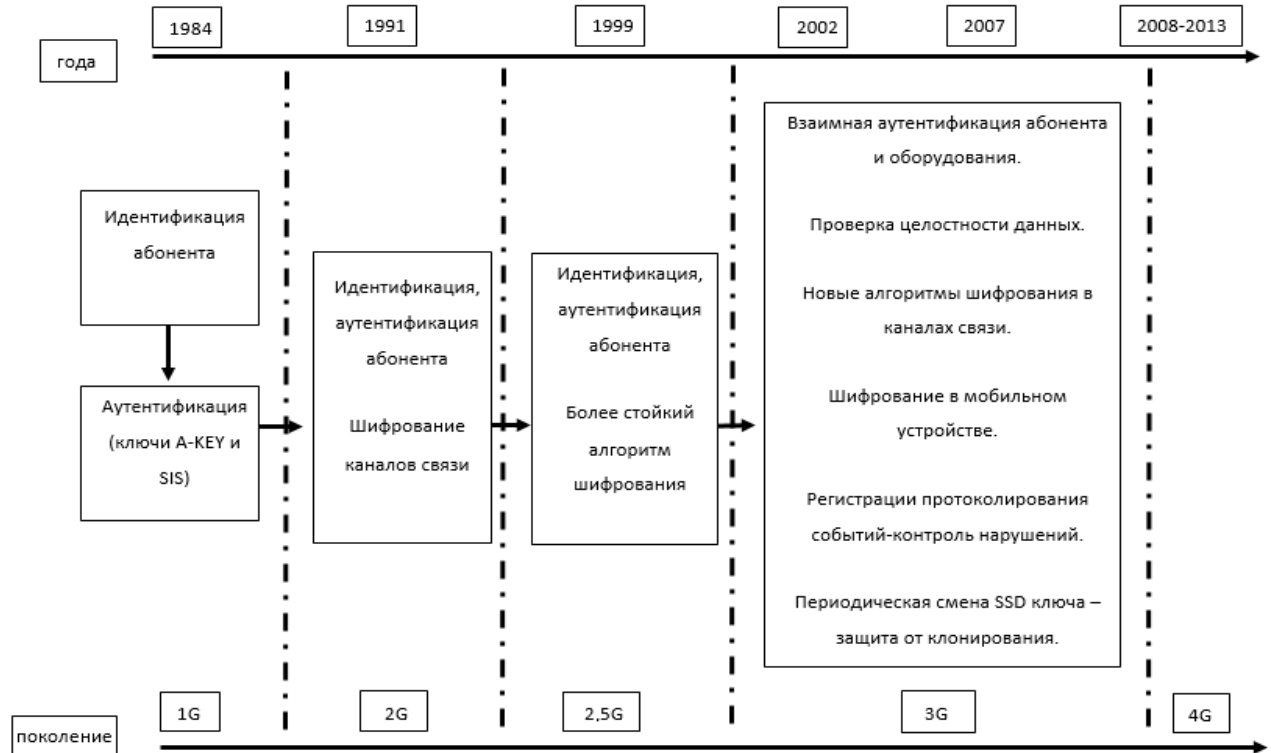 1984
1991
1999
2002
2007
2008-2013
года
Идентификация
абонента
Аутентификация
(ключи A-KEY и
SIS)
Идентификация,
аутентификация
абонента
Шифрование
каналов связи
Идентификация,
аутентификация
абонента
Более стойкий
алгоритм
шифрования
Взаимная аутентификация абонента
и оборудования.
Проверка целостности данных.
Новые алгоритмы шифрования в
каналах связи.
Шифрование в мобильном
устройстве.
Регистрации протоколирования
событий-контроль нарушений.
Периодическая смена SSD ключа –
защита от клонирования.
1G
2G
2,5G
3G
4G
поколение